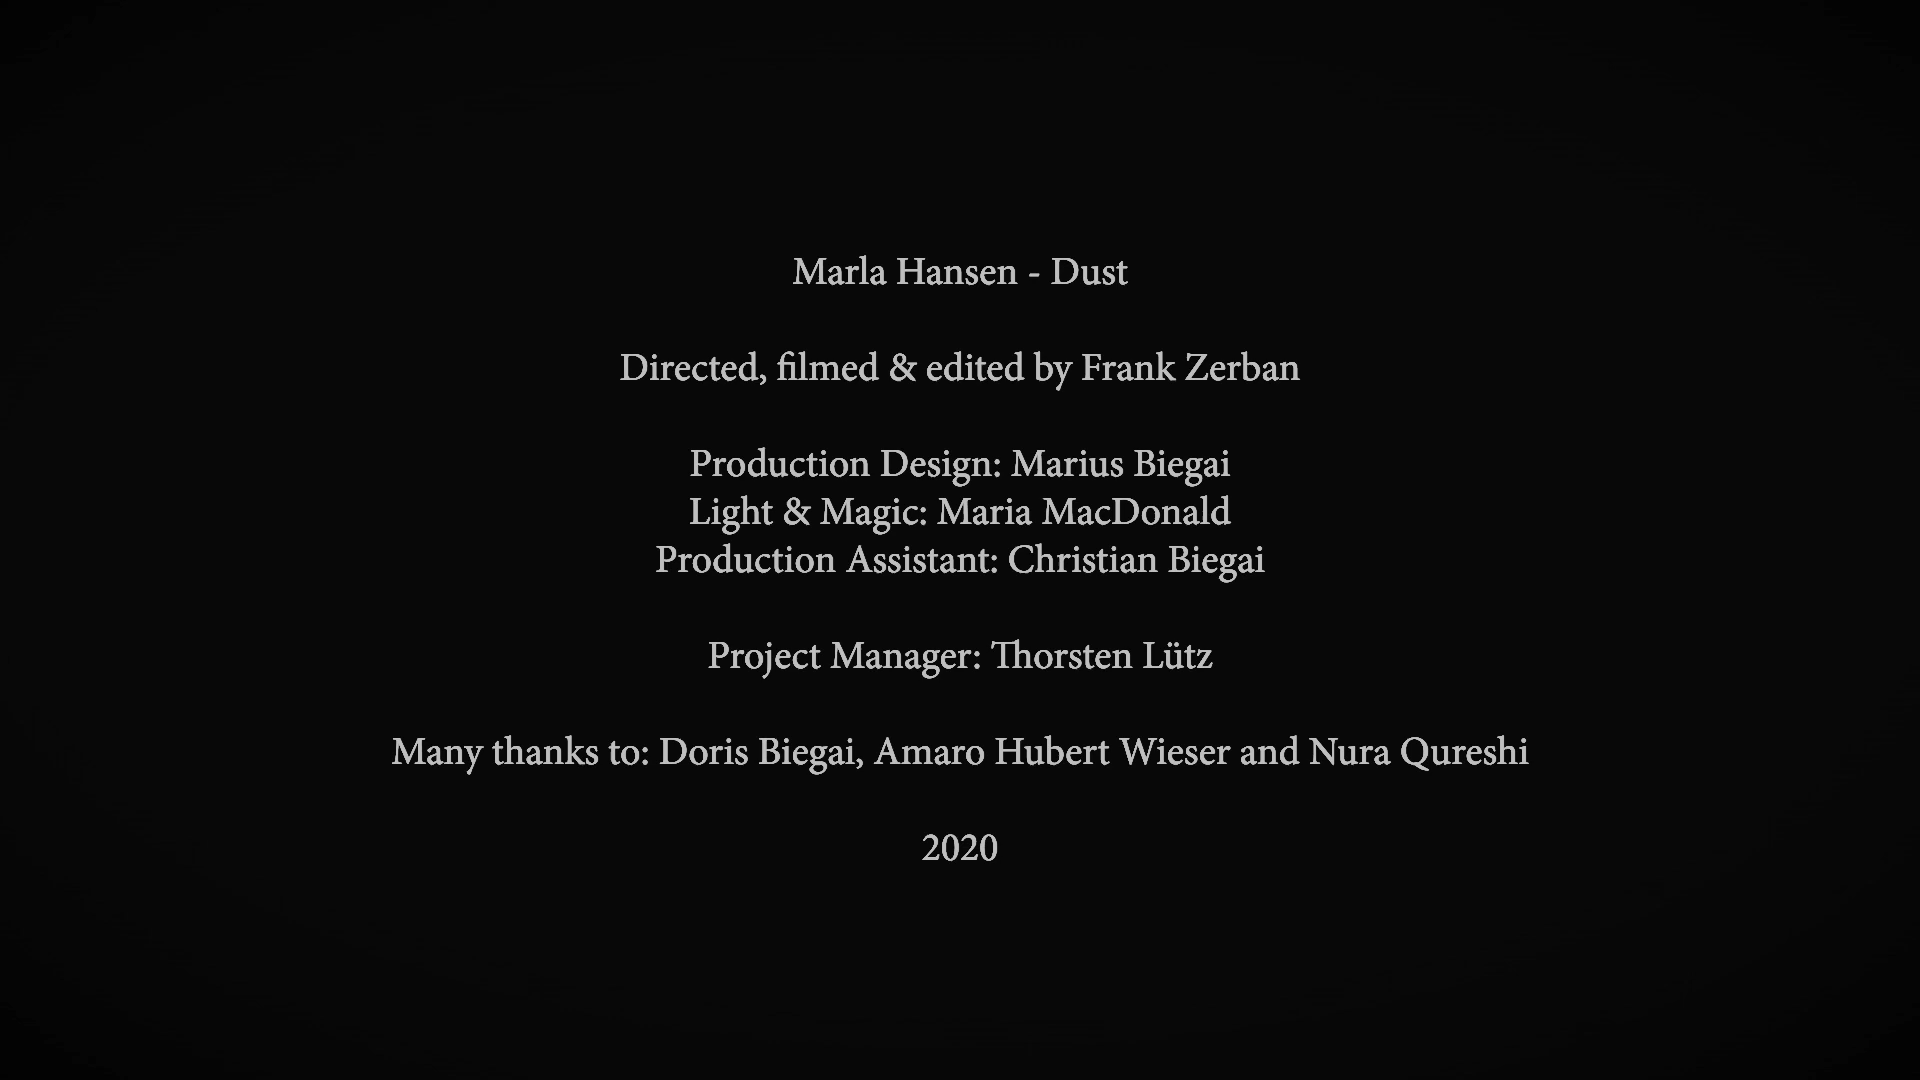 Marla Hansen - Dust
Directed, filmed & edited by Frank Zerban
Production Design: Marius Biegai
Light & Magic: Maria MacDonald
Production Assistant: Christian Biegai
Project Manager: Thorsten Lütz
Many thanks to: Doris Biegai, Amaro Hubert Wieser and Nura Qureshi
2020